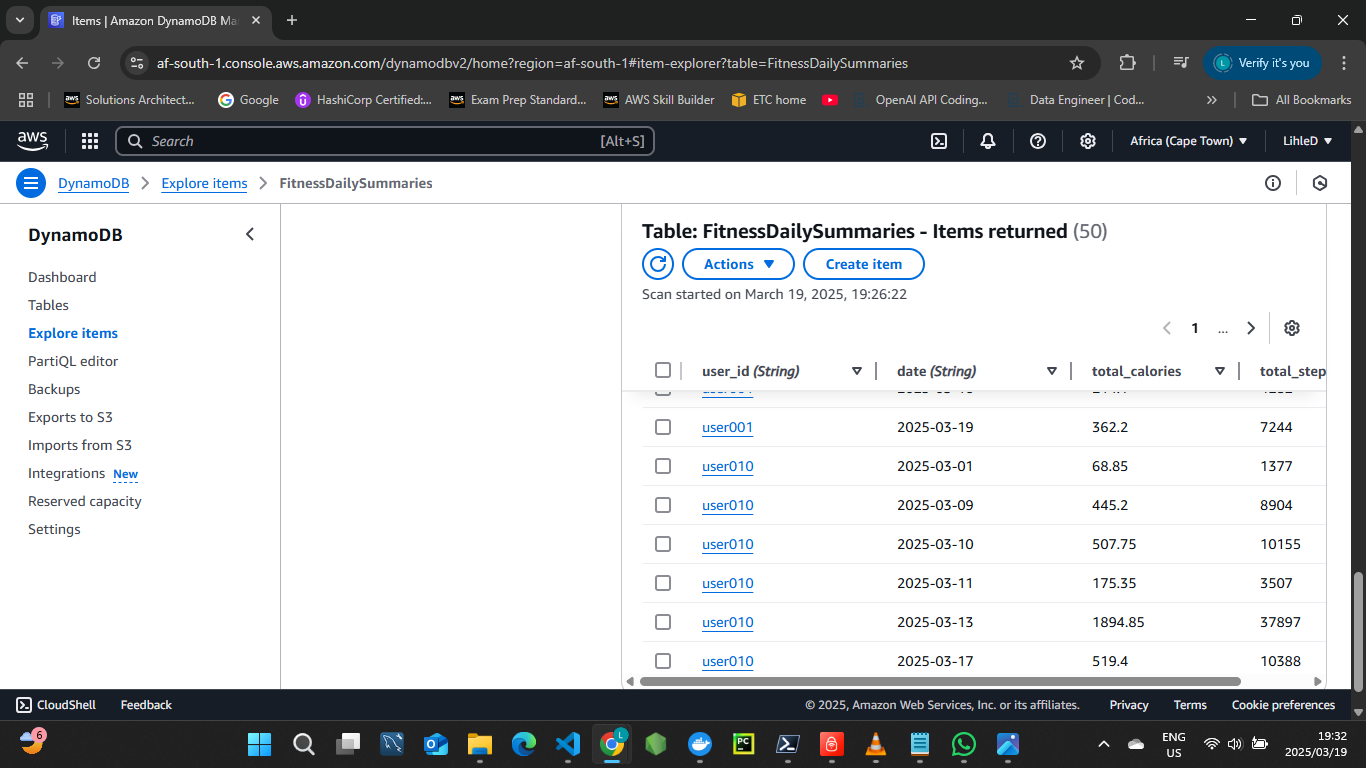 Items | Amazon DynamoDB Ma
af-south-1.console.aws.amazon.com/dynamodbv2/home?region=af-south-1#item-explorer?table=FitnessDailySummaries
L
Verify it's you
aws Solutions Architect...
Google
HashiCorp Certified:...
aws Exam Prep Standard...
aws AWS Skill Builder
ETC home
OpenAI API Coding...
Data Engineer | Cod...
All Bookmarks
aws
Search
[Alt+S]
Africa (Cape Town)
LihleD
DynamoDB
Explore items
FitnessDailySummaries
DynamoDB
Dashboard
Tables
Explore items
PartiQL editor
Backups
Exports to S3
Imports from S3
Integrations New
Reserved capacity
Settings
Table: FitnessDailySummaries - Items returned (50)
Actions
Create item
Scan started on March 19, 2025, 19:26:22
1 ...
user_id (String) date (String) total_calories total_step
user001 2025-03-19 362.2 7244
user010 2025-03-01 68.85 1377
user010 2025-03-09 445.2 8904
user010 2025-03-10 507.75 10155
user010 2025-03-11 175.35 3507
user010 2025-03-13 1894.85 37897
user010 2025-03-17 519.4 10388
CloudShell
Feedback
© 2025, Amazon Web Services, Inc. or its affiliates.
Privacy
Terms
Cookie preferences
6
L
PC
ENG
US
19:32
2025/03/19